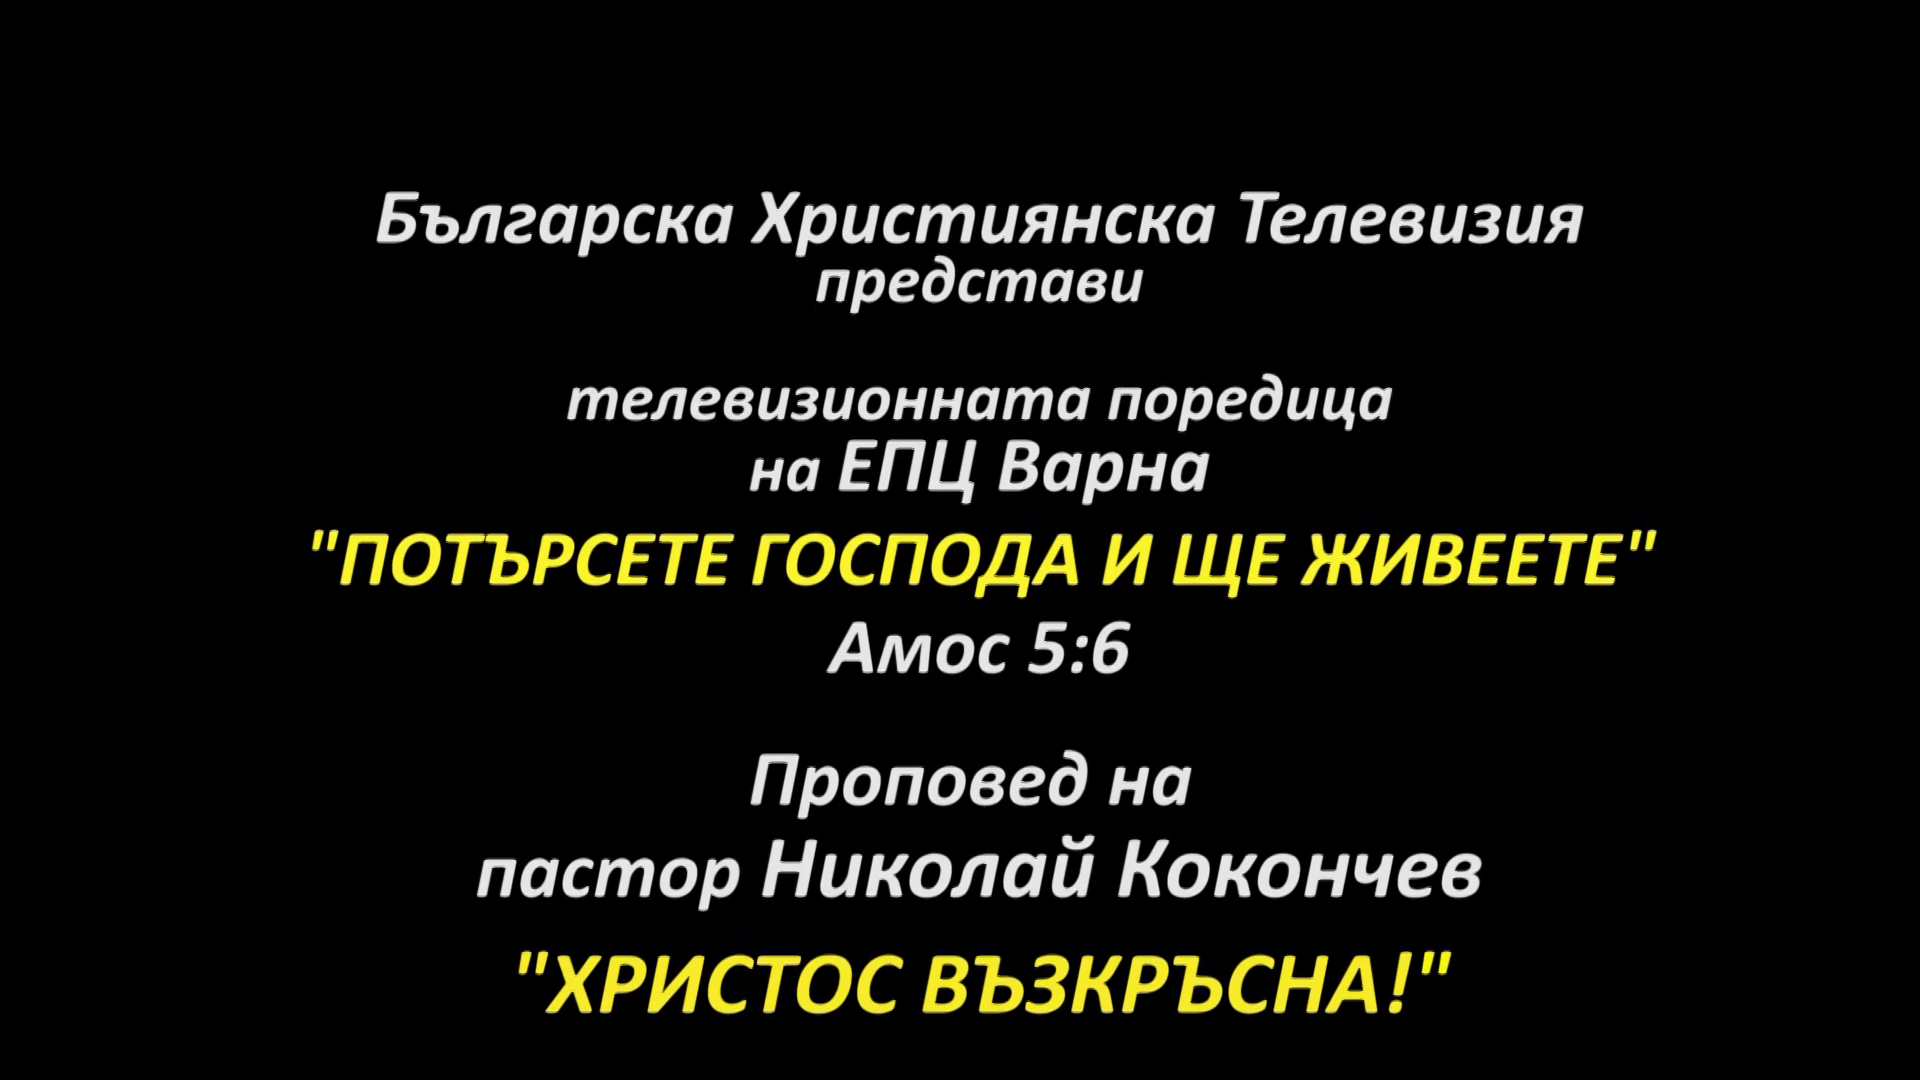 Българска Християнска Телевизия
представи
телевизионната поредица
на ЕПЦ Варна
"ПОТЪРСЕТЕ ГОСПОДА И ЩЕ ЖИВЕЕТЕ"
Амос 5:6
Проповед на
пастор Николай Кокончев
"ХРИСТОС ВЪЗКРЪСНА!"